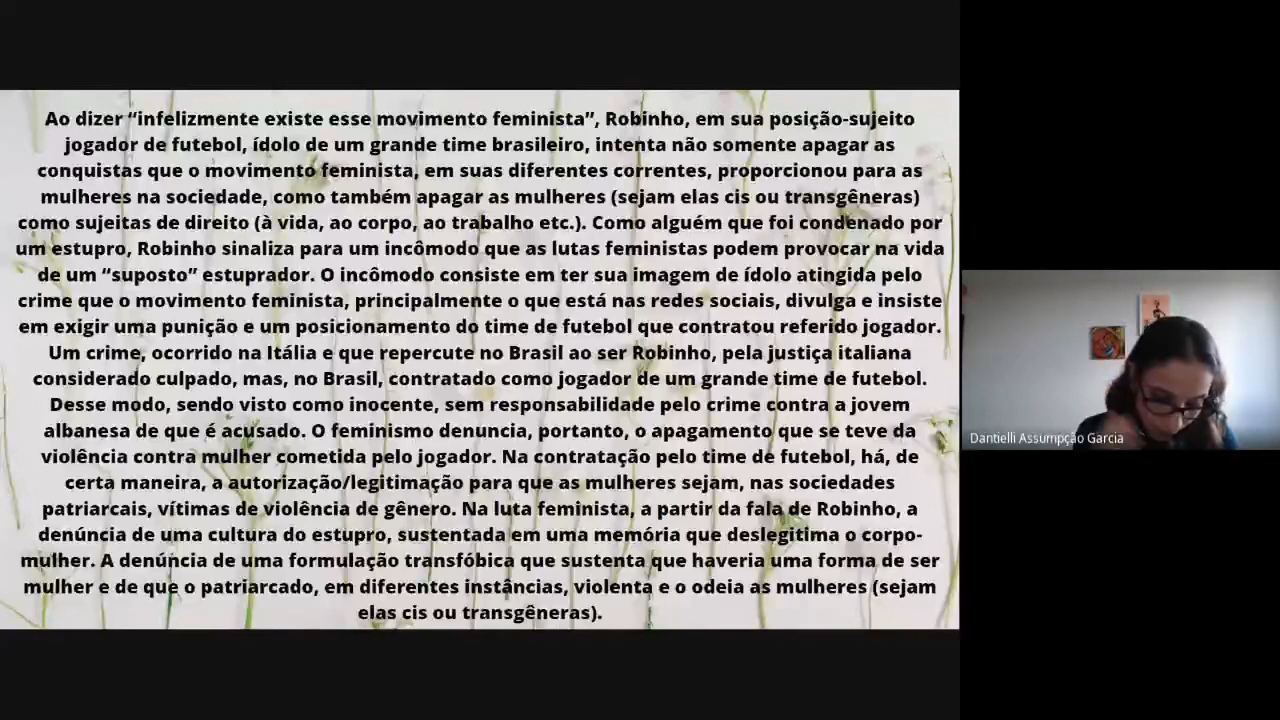 Ao dizer “infelizmente existe esse movimento feminista”, Robinho, em sua posição-sujeito
jogador de futebol, ídolo de um grande time brasileiro, intenta não somente apagar as
conquistas que o movimento feminista, em suas diferentes correntes, proporcionou para as
mulheres na sociedade, como também apagar as mulheres (sejam elas cis ou transgêneras)
como sujeitas de direito (à vida, ao corpo, ao trabalho etc.). Como alguém que foi condenado por
um estupro, Robinho sinaliza para um incômodo que as lutas feministas podem provocar na vida
de um “suposto” estuprador. O incômodo consiste em ter sua imagem de ídolo atingida pelo
crime que o movimento feminista, principalmente o que está nas redes sociais, divulga e insiste
em exigir uma punição e um posicionamento do time de futebol que contratou referido jogador.
Um crime, ocorrido na Itália e que repercute no Brasil ao ser Robinho, pela justiça italiana
considerado culpado, mas, no Brasil, contratado como jogador de um grande time de futebol.
Desse modo, sendo visto como inocente, sem responsabilidade pelo crime contra a jovem
albanesa de que é acusado. O feminismo denuncia, portanto, o apagamento que se teve da
violência contra mulher cometida pelo jogador. Na contratação pelo time de futebol, há, de
certa maneira, a autorização/legitimação para que as mulheres sejam, nas sociedades
patriarcais, vítimas de violência de gênero. Na luta feminista, a partir da fala de Robinho, a
denúncia de uma cultura do estupro, sustentada em uma memória que deslegitima o corpo-
mulher. A denúncia de uma formulação transfóbica que sustenta que haveria uma forma de ser
mulher e de que o patriarcado, em diferentes instâncias, violenta e o odeia as mulheres (sejam
elas cis ou transgêneras).
Dantielli Assumpção Garcia